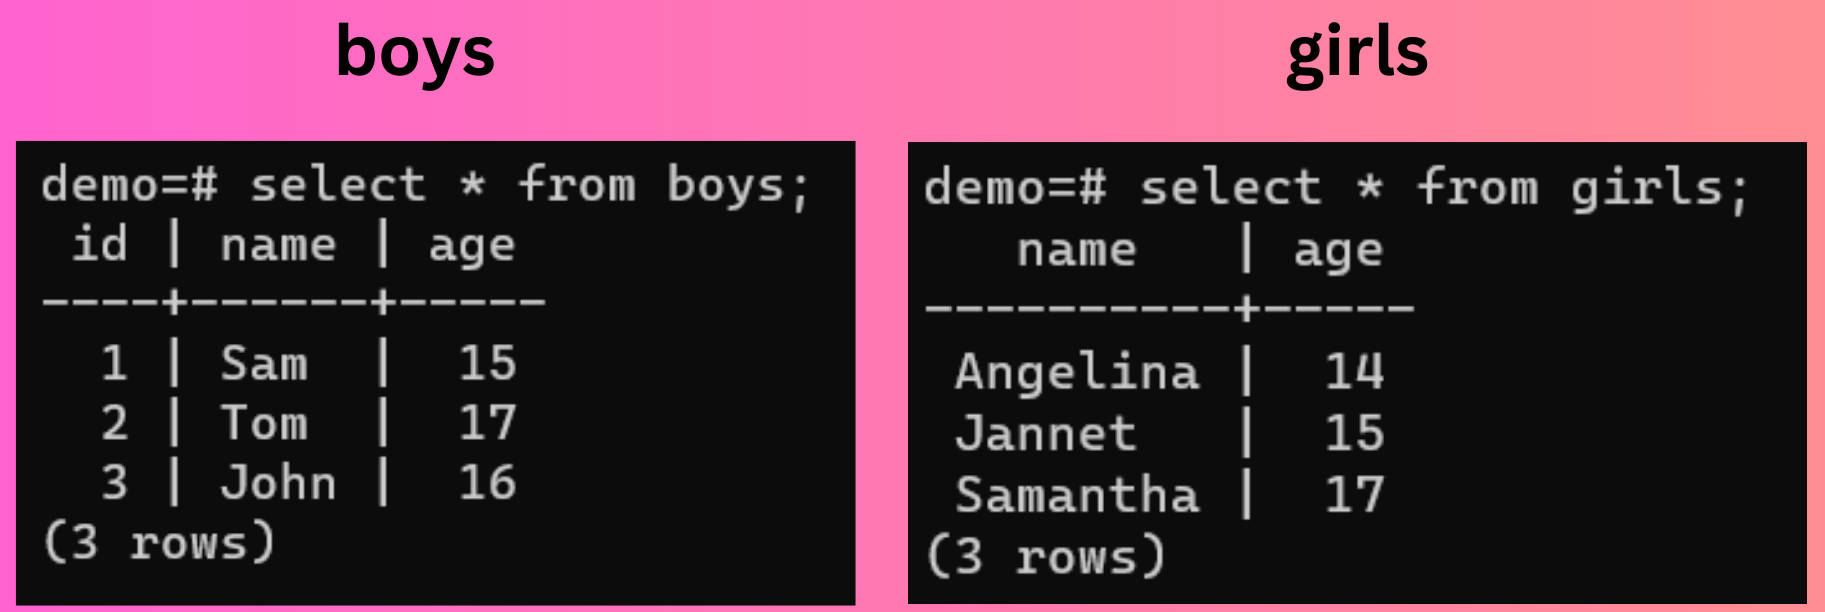 boys
demo=# select * from boys;
 id | name | age
----+------+-----
  1 | Sam  |  15
  2 | Tom  |  17
  3 | John |  16
(3 rows)
girls
demo=# select * from girls;
   name   | age
----------+-----
 Angelina |  14
 Jannet   |  15
 Samantha |  17
(3 rows)